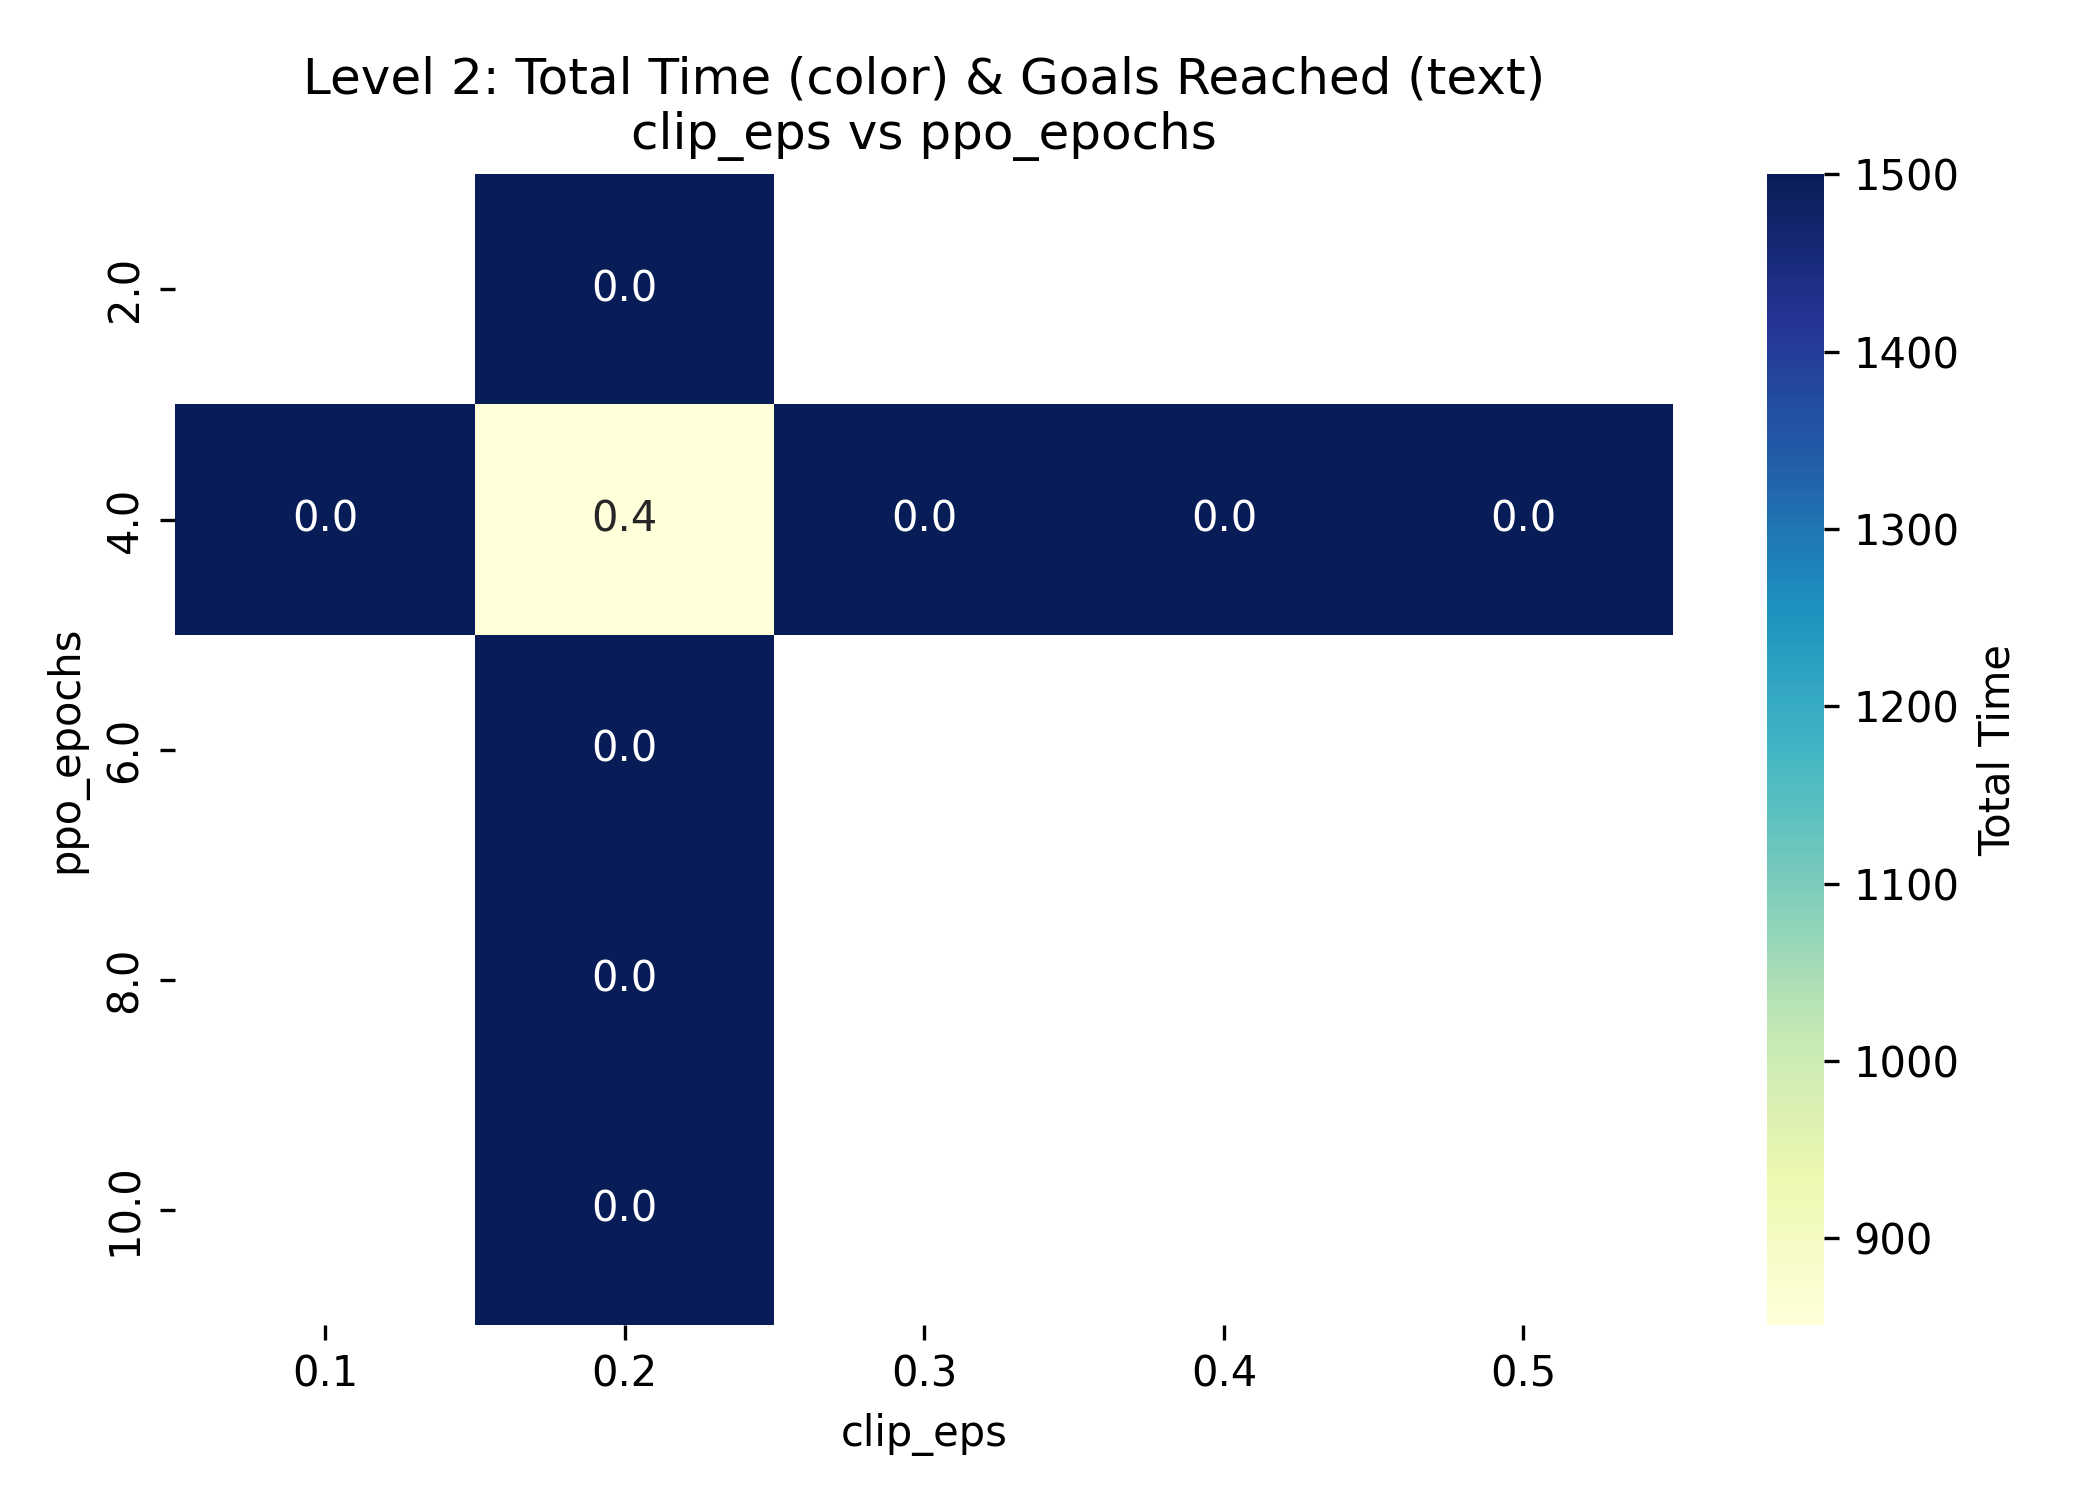 Level 2: Total Time (color) & Goals Reached (text)
clip_eps vs ppo_epochs
ppo_epochs
2.0
4.0
6.0
8.0
10.0
0.0
0.0 0.4 0.0 0.0 0.0
0.0
0.0
0.0
0.1 0.2 0.3 0.4 0.5
clip_eps
1500
1400
1300
1200
1100
1000
900
Total Time